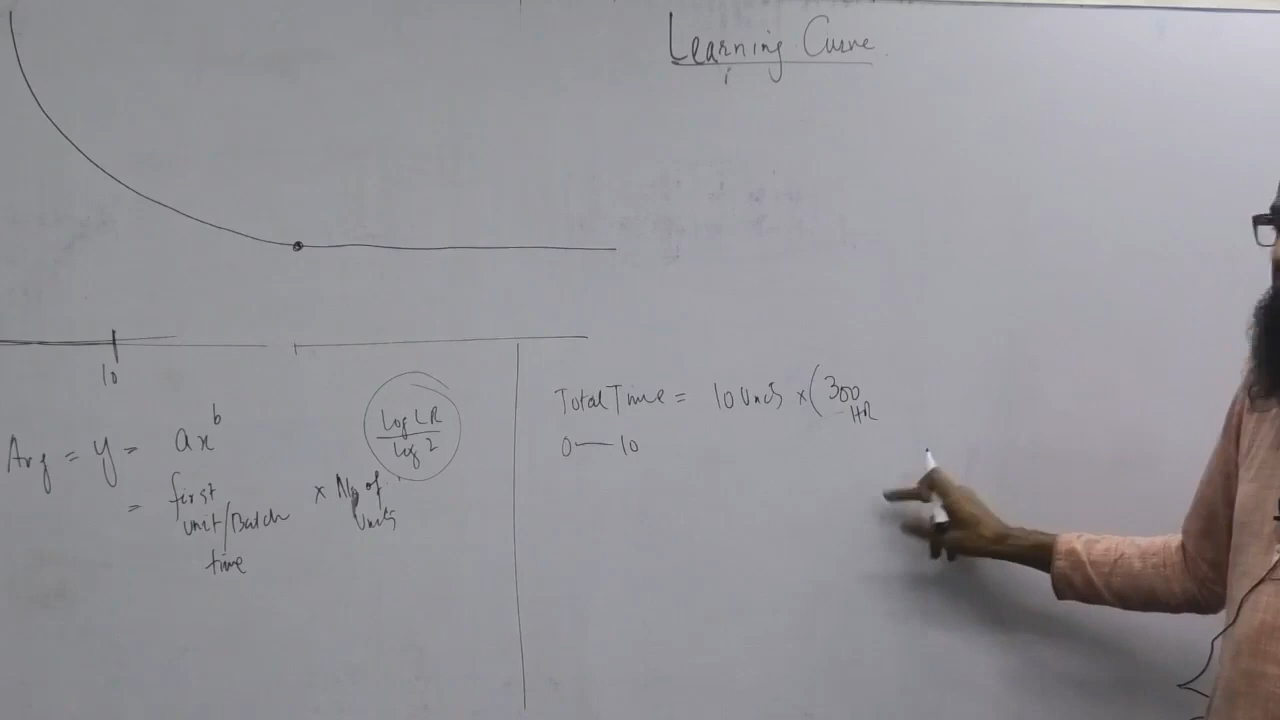 Learning Curve
10
Avg = y = ax^b
log LR
log 2
= first unit/Batch time × No of Units
Total Time = 10 Units × (300 HR
0—10